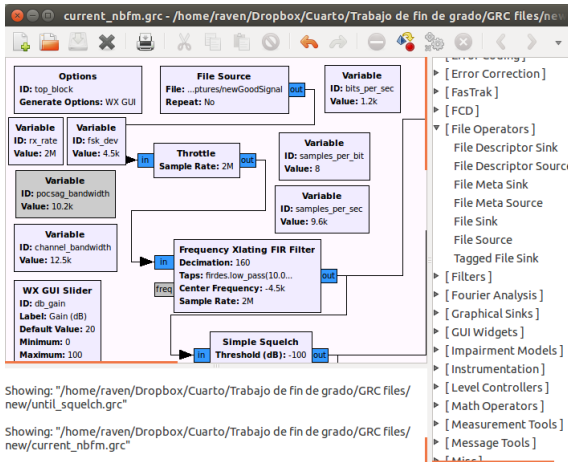 current_nbfm.grc - /home/raven/Dropbox/Cuarto/Trabajo de fin de grado/GRC files/new
Options
ID: top_block
Generate Options: WX GUI
File Source
File: ...ptures/newGoodSignal
Repeat: No
out
Variable
ID: bits_per_sec
Value: 1.2k
Variable
ID: rx_rate
Value: 2M
Variable
ID: fsk_dev
Value: 4.5k
in
Throttle
Sample Rate: 2M
out
Variable
ID: samples_per_bit
Value: 8
Variable
ID: pocsag_bandwidth
Value: 10.2k
Variable
ID: samples_per_sec
Value: 9.6k
Variable
ID: channel_bandwidth
Value: 12.5k
in
freq
Frequency Xlating FIR Filter
Decimation: 160
Taps: firdes.low_pass(10.0...
Center Frequency: -4.5k
Sample Rate: 2M
out
WX GUI Slider
ID: db_gain
Label: Gain (dB)
Default Value: 20
Minimum: 0
Maximum: 100
in
Simple Squelch
Threshold (dB): -100
out
Showing: "/home/raven/Dropbox/Cuarto/Trabajo de fin de grado/GRC files/
new/until_squelch.grc"
Showing: "/home/raven/Dropbox/Cuarto/Trabajo de fin de grado/GRC files/
new/current_nbfm.grc"
[ Error Coding ]
[ Error Correction ]
[ FasTrak ]
[ FCD ]
[ File Operators ]
File Descriptor Sink
File Descriptor Source
File Meta Sink
File Meta Source
File Sink
File Source
Tagged File Sink
[ Filters ]
[ Fourier Analysis ]
[ Graphical Sinks ]
[ GUI Widgets ]
[ Impairment Models ]
[ Instrumentation ]
[ Level Controllers ]
[ Math Operators ]
[ Measurement Tools ]
[ Message Tools ]
[ Misc ]